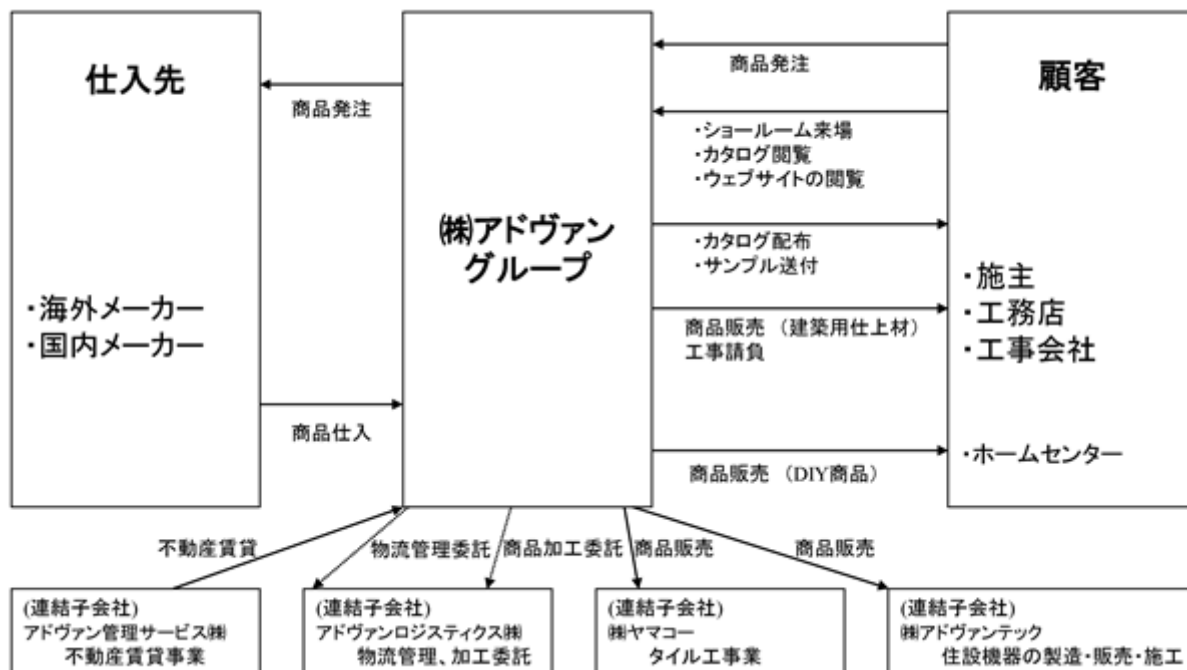 仕入先
・海外メーカー
・国内メーカー
商品発注
商品仕入
㈱アドヴァン
グループ
商品発注
・ショールーム来場
・カタログ閲覧
・ウェブサイトの閲覧
・カタログ配布
・サンプル送付
商品販売 （建築用仕上材）
工事請負
商品販売 （DIY商品）
顧客
・施主
・工務店
・工事会社
・ホームセンター
不動産賃貸
物流管理委託
商品加工委託
商品販売
商品販売
(連結子会社)
アドヴァン管理サービス㈱
不動産賃貸事業
(連結子会社)
アドヴァンロジスティクス㈱
物流管理、加工委託
(連結子会社)
㈱ヤマコー
タイル工事業
(連結子会社)
㈱アドヴァンテック
住設機器の製造・販売・施工